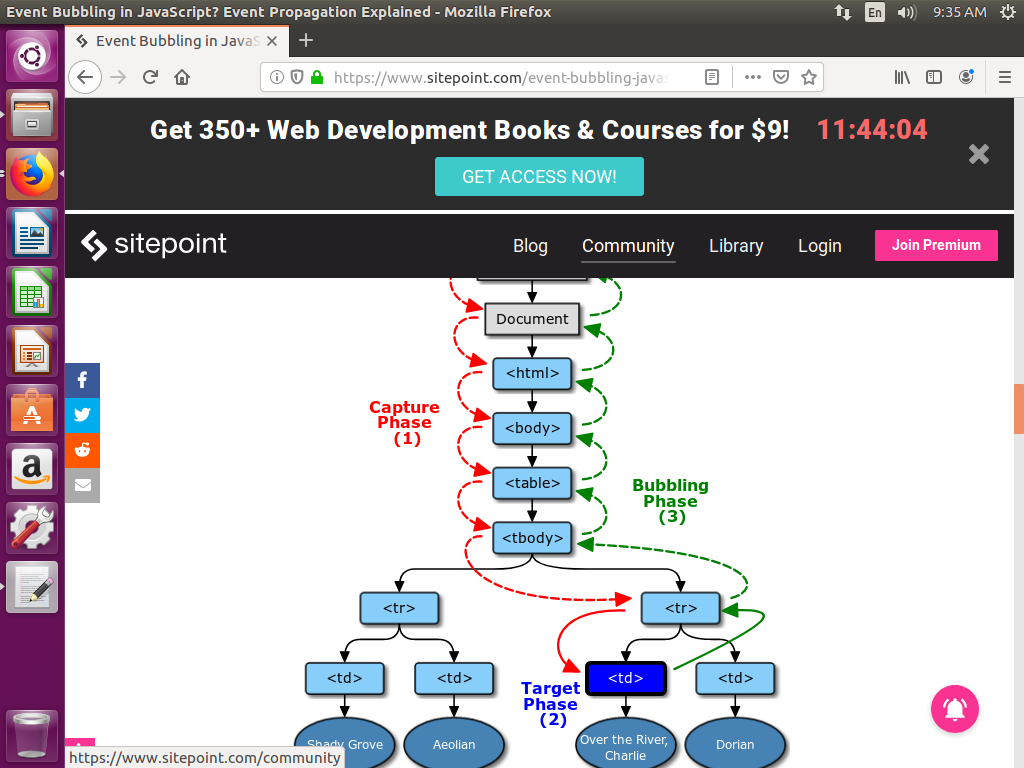 Event Bubbling in JavaScript? Event Propagation Explained - Mozilla Firefox
En
9:35 AM
Event Bubbling in JavaS
https://www.sitepoint.com/event-bubbling-javas
Get 350+ Web Development Books & Courses for $9!
11:44:04
GET ACCESS NOW!
sitepoint
Blog
Community
Library
Login
Join Premium
Document
<html>
Capture
Phase
(1)
<body>
<table>
Bubbling
Phase
(3)
<tbody>
<tr>
<tr>
<td>
<td>
<td>
<td>
Target
Phase
(2)
Shady Grove
Aeolian
Over the River,
Charlie
Dorian
https://www.sitepoint.com/community